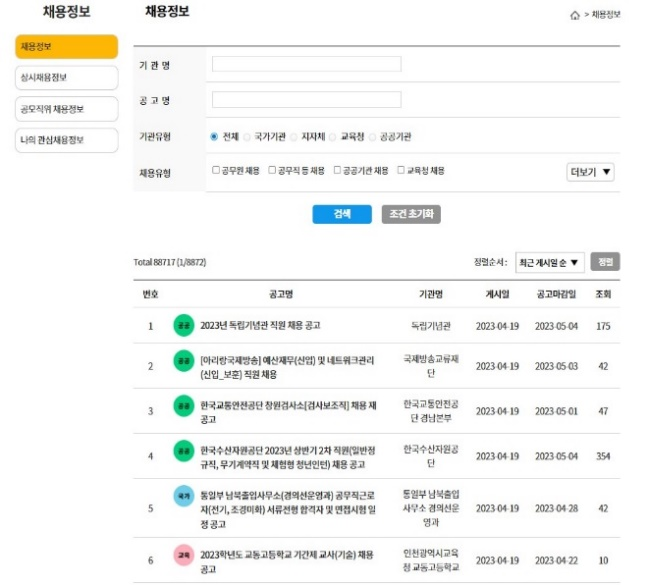 채용정보
채용정보
> 채용정보
채용정보
상시채용정보
공모직위 채용정보
나의 관심채용정보
기 관 명
공 고 명
기관유형
전체 국가기관 지자체 교육청 공공기관
채용유형
공무원 채용 공무직 등 채용 공공기관 채용 교육청 채용
더보기 ▼
검색 조건 초기화
Total 88717 (1/8872)
정렬순서 : 최근 게시일 순 ▼ 정렬
번호 공고명 기관명 게시일 공고마감일 조회
1 공공 2023년 독립기념관 직원 채용 공고 독립기념관 2023-04-19 2023-05-04 175
2 공공 [아리랑국제방송] 예산재무(신입) 및 네트워크관리
(신입_보훈) 직원 채용
국제방송교류재
단
2023-04-19 2023-05-03 42
3 공공 한국교통안전공단 창원검사소[검사보조직] 채용 재
공고
한국교통안전공
단 경남본부
2023-04-19 2023-05-01 47
4 공공 한국수산자원공단 2023년 상반기 2차 직원(일반정
규직, 무기계약직 및 체험형 청년인턴) 채용 공고
한국수산자원공
단
2023-04-19 2023-05-04 354
5 국가 통일부 남북출입사무소(경의선운영과) 공무직근로
자(전기, 조경미화) 서류전형 합격자 및 면접시험 일
정 공고
통일부 남북출입
사무소 경의선운
영과
2023-04-19 2023-04-28 42
6 교육 2023학년도 교동고등학교 기간제 교사(기술) 채용
공고
인천광역시교육
청 교동고등학교
2023-04-19 2023-04-22 10